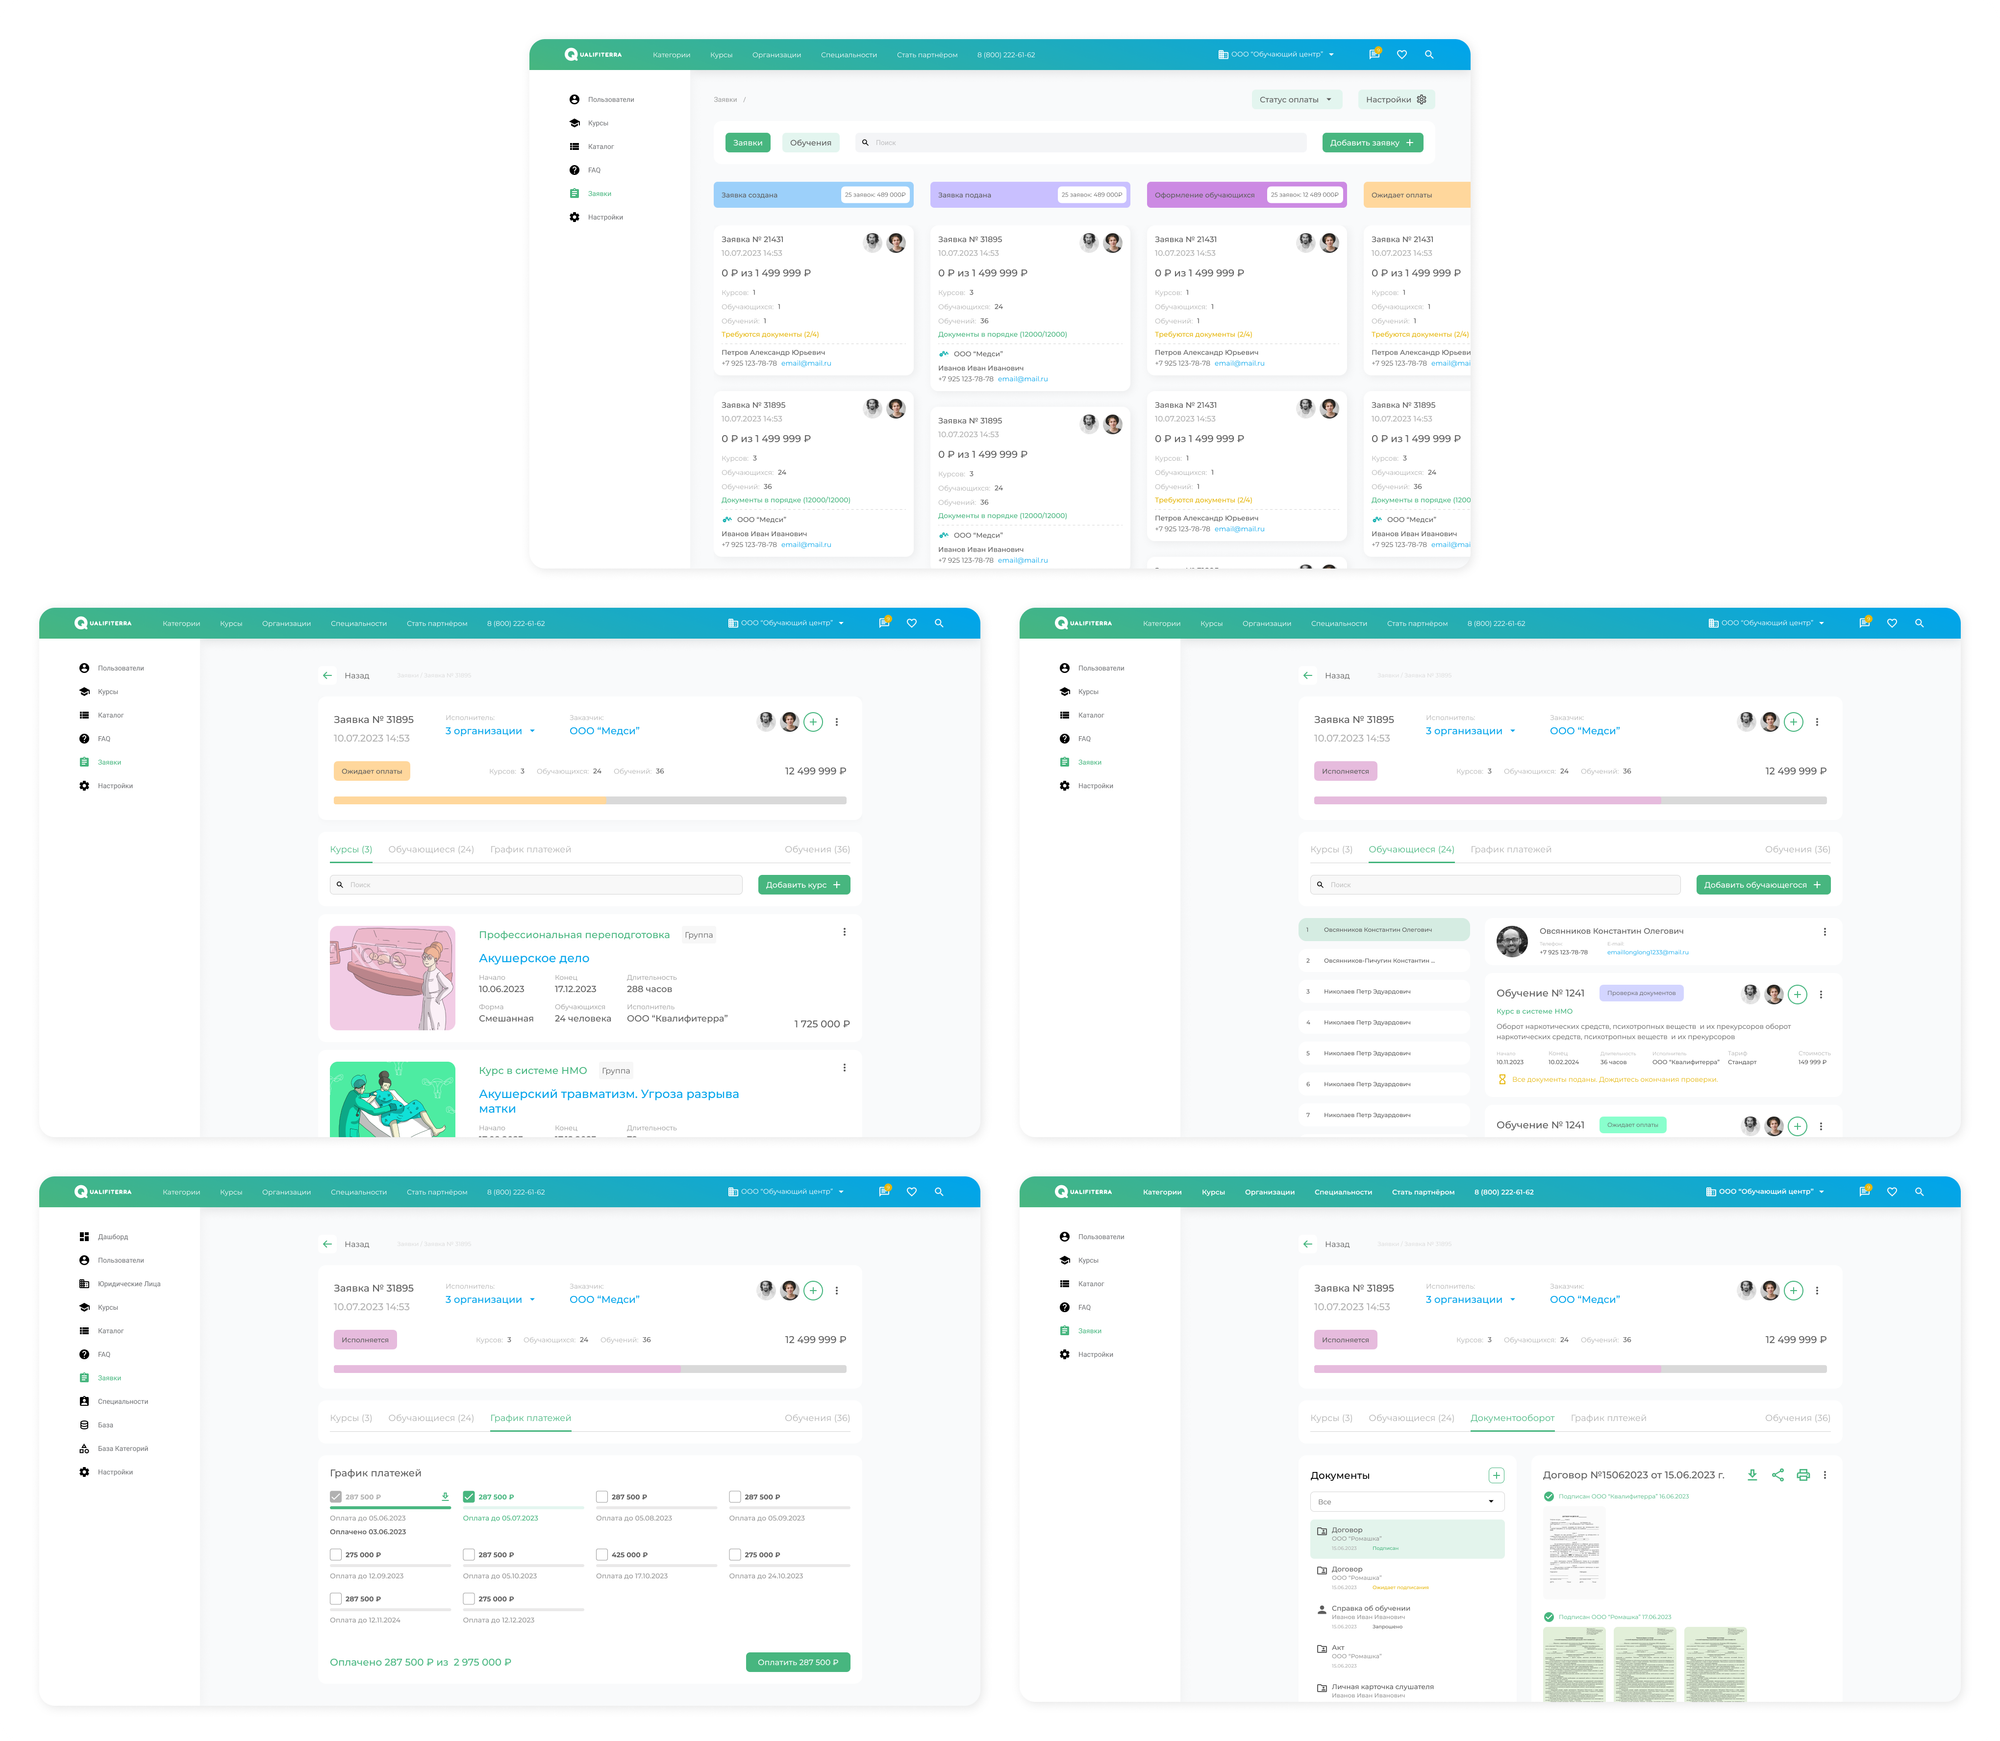 QUALIFITERRA Категории Курсы Организации Специальности Стать партнёром 8 (800) 222-61-62 ООО "Обучающий центр"
Пользователи
Курсы
Каталог
FAQ
Заявки
Настройки
Заявки /
Статус оплаты Настройки
Заявки Обучения Поиск Добавить заявку
Заявка создана 25 заявок: 489 000₽
Заявка № 21431
10.07.2023 14:53
0 ₽ из 1 499 999 ₽
Курсов: 1
Обучающихся: 1
Обучений: 1
Требуются документы (2/4)
Петров Александр Юрьевич
+7 925 123-78-78 email@mail.ru
Заявка № 31895
10.07.2023 14:53
0 ₽ из 1 499 999 ₽
Курсов: 3
Обучающихся: 24
Обучений: 36
Документы в порядке (12000/12000)
ООО "Медси"
Иванов Иван Иванович
+7 925 123-78-78 email@mail.ru
Заявка подана 25 заявок: 489 000₽
Заявка № 31895
10.07.2023 14:53
0 ₽ из 1 499 999 ₽
Курсов: 3
Обучающихся: 24
Обучений: 36
Документы в порядке (12000/12000)
ООО "Медси"
Иванов Иван Иванович
+7 925 123-78-78 email@mail.ru
Заявка № 31895
10.07.2023 14:53
0 ₽ из 1 499 999 ₽
Курсов: 3
Обучающихся: 24
Обучений: 36
Документы в порядке (12000/12000)
ООО "Медси"
Иванов Иван Иванович
+7 925 123-78-78 email@mail.ru
Оформление обучающихся 25 заявок: 12 489 000₽
Заявка № 21431
10.07.2023 14:53
0 ₽ из 1 499 999 ₽
Курсов: 1
Обучающихся: 1
Обучений: 1
Требуются документы (2/4)
Петров Александр Юрьевич
+7 925 123-78-78 email@mail.ru
Заявка № 21431
10.07.2023 14:53
0 ₽ из 1 499 999 ₽
Курсов: 1
Обучающихся: 1
Обучений: 1
Требуются документы (2/4)
Петров Александр Юрьевич
+7 925 123-78-78 email@mail.ru
Ожидает оплаты
Заявка № 21431
10.07.2023 14:53
0 ₽ из 1 499 999 ₽
Курсов: 1
Обучающихся: 1
Обучений: 1
Требуются документы (2/4)
Петров Александр Юрьеви
+7 925 123-78-78 email@mai
Заявка № 31895
10.07.2023 14:53
0 ₽ из 1 499 999 ₽
Курсов: 3
Обучающихся: 24
Обучений: 36
Документы в порядке (1200
ООО "Медси"
Иванов Иван Иванович
+7 925 123-78-78 email@mai
QUALIFITERRA Категории Курсы Организации Специальности Стать партнёром 8 (800) 222-61-62 ООО "Обучающий центр"
Пользователи
Курсы
Каталог
FAQ
Заявки
Настройки
Назад Заявки / Заявка № 31895
Заявка № 31895 Исполнитель: Заказчик:
10.07.2023 14:53 3 организации ООО "Медси"
Ожидает оплаты Курсов: 3 Обучающихся: 24 Обучений: 36 12 499 999 ₽
Курсы (3) Обучающиеся (24) График платежей Обучения (36)
Поиск Добавить курс
Профессиональная переподготовка Группа
Акушерское дело
Начало Конец Длительность
10.06.2023 17.12.2023 288 часов
Форма Обучающихся Исполнитель
Смешанная 24 человека ООО "Квалифитерра"
1 725 000 ₽
Курс в системе НМО Группа
Акушерский травматизм. Угроза разрыва
матки
Начало Конец Длительность
QUALIFITERRA Категории Курсы Организации Специальности Стать партнёром 8 (800) 222-61-62 ООО "Обучающий центр"
Пользователи
Курсы
Каталог
FAQ
Заявки
Настройки
Назад Заявки / Заявка № 31895
Заявка № 31895 Исполнитель: Заказчик:
10.07.2023 14:53 3 организации ООО "Медси"
Исполняется Курсов: 3 Обучающихся: 24 Обучений: 36 12 499 999 ₽
Курсы (3) Обучающиеся (24) График платежей Обучения (36)
Поиск Добавить обучающегося
1 Овсянников Константин Олегович
2 Овсянников-Пичугин Константин ...
3 Николаев Петр Эдуардович
4 Николаев Петр Эдуардович
5 Николаев Петр Эдуардович
6 Николаев Петр Эдуардович
7 Николаев Петр Эдуардович
Овсянников Константин Олегович
Телефон: E-mail:
+7 925 123-78-78 emaillonglong1233@mail.ru
Обучение № 1241 Проверка документов
Курс в системе НМО
Оборот наркотических средств, психотропных веществ и их прекурсоров оборот
наркотических средств, психотропных веществ и их прекурсоров
Начало Конец Длительность Исполнитель Тариф Стоимость
10.11.2023 10.02.2024 36 часов ООО "Квалифитерра" Стандарт 149 999 ₽
Все документы поданы. Дождитесь окончания проверки.
Обучение № 1241 Ожидает оплаты
QUALIFITERRA Категории Курсы Организации Специальности Стать партнёром 8 (800) 222-61-62 ООО "Обучающий центр"
Дашборд
Пользователи
Юридические Лица
Курсы
Каталог
FAQ
Заявки
Специальности
База
База Категорий
Настройки
Назад Заявки / Заявка № 31895
Заявка № 31895 Исполнитель: Заказчик:
10.07.2023 14:53 3 организации ООО "Медси"
Исполняется Курсов: 3 Обучающихся: 24 Обучений: 36 12 499 999 ₽
Курсы (3) Обучающиеся (24) График платежей Обучения (36)
График платежей
287 500 ₽ 287 500 ₽ 287 500 ₽ 287 500 ₽
Оплата до 05.06.2023 Оплата до 05.07.2023 Оплата до 05.08.2023 Оплата до 05.09.2023
Оплачено 03.06.2023
275 000 ₽ 287 500 ₽ 425 000 ₽ 275 000 ₽
Оплата до 12.09.2023 Оплата до 05.10.2023 Оплата до 17.10.2023 Оплата до 24.10.2023
287 500 ₽ 275 000 ₽
Оплата до 12.11.2024 Оплата до 12.12.2023
Оплачено 287 500 ₽ из 2 975 000 ₽ Оплатить 287 500 ₽
QUALIFITERRA Категории Курсы Организации Специальности Стать партнёром 8 (800) 222-61-62 ООО "Обучающий центр"
Пользователи
Курсы
Каталог
FAQ
Заявки
Настройки
Назад Заявки / Заявка № 31895
Заявка № 31895 Исполнитель: Заказчик:
10.07.2023 14:53 3 организации ООО "Медси"
Исполняется Курсов: 3 Обучающихся: 24 Обучений: 36 12 499 999 ₽
Курсы (3) Обучающиеся (24) Документооборот График плтежей Обучения (36)
Документы
Все
Договор
ООО "Ромашка"
15.06.2023 Подписан
Договор
ООО "Ромашка"
15.06.2023 Ожидает подписания
Справка об обучении
Иванов Иван Иванович
15.06.2023 Запрошено
Акт
ООО "Ромашка"
15.06.2023
Личная карточка слушателя
Иванов Иван Иванович
Договор №15062023 от 15.06.2023 г.
Подписан ООО "Квалифитерра" 16.06.2023
Подписан ООО "Ромашка" 17.06.2023